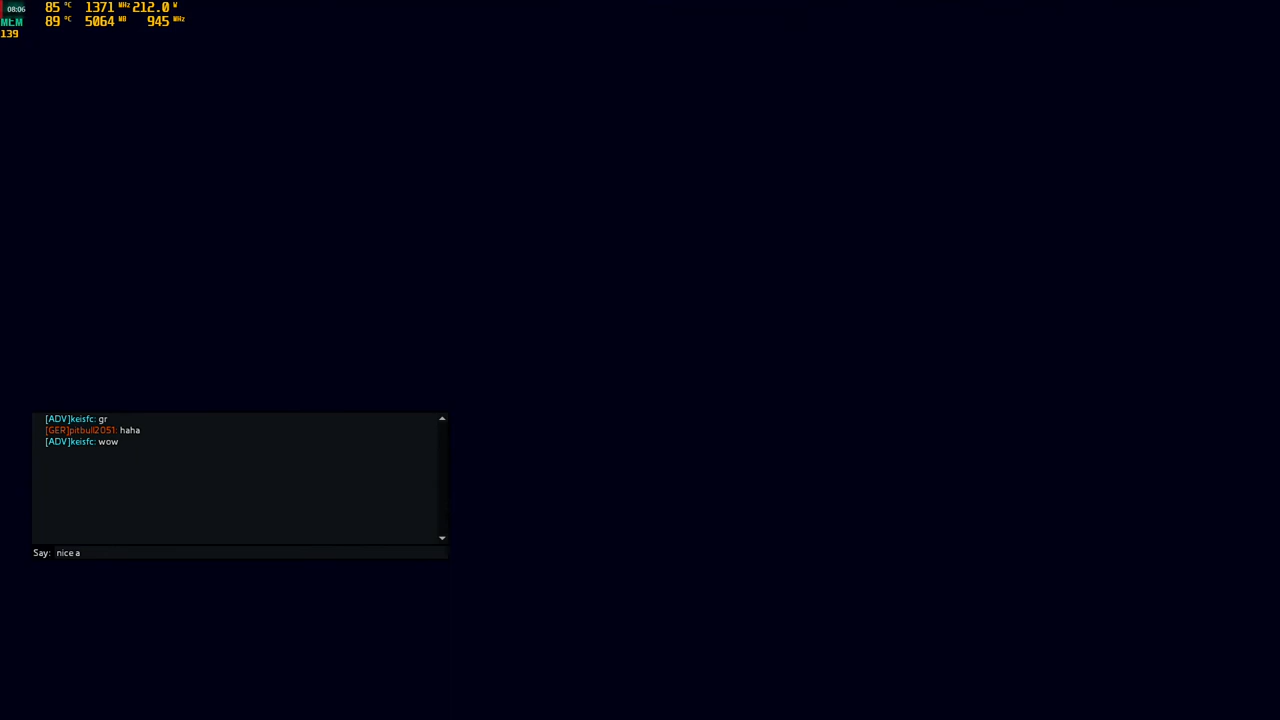 08:06 85 °C 1371 MHz 212.0 W
MEM 89 °C 5064 MB 945 MHz
139
[ADV]keisfc: gr
[GER]pitbull2051: haha
[ADV]keisfc: wow
Say: nice a